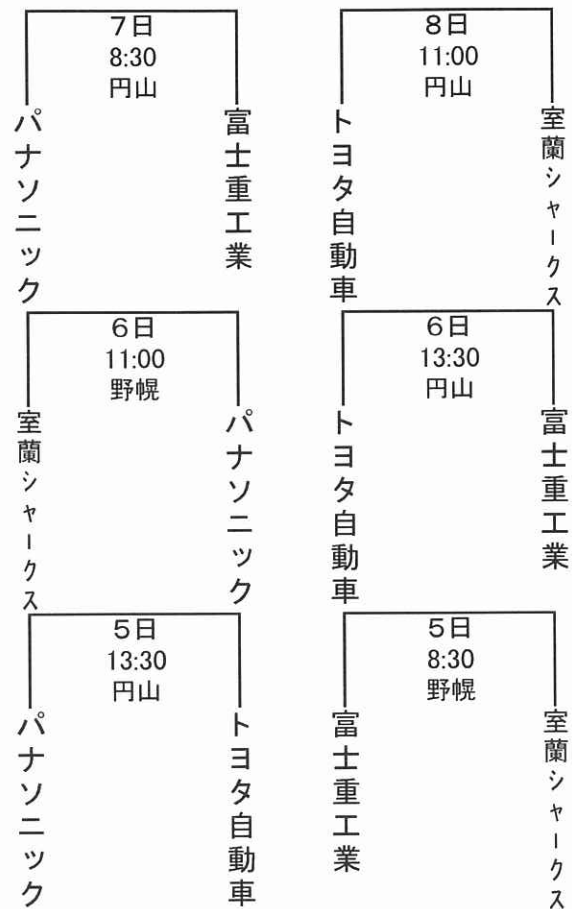 7日
8:30
円山
パナソニック
富士重工業
8日
11:00
円山
トヨタ自動車
室蘭シャークス
6日
11:00
野幌
室蘭シャークス
パナソニック
6日
13:30
円山
トヨタ自動車
富士重工業
5日
13:30
円山
パナソニック
トヨタ自動車
5日
8:30
野幌
富士重工業
室蘭シャークス